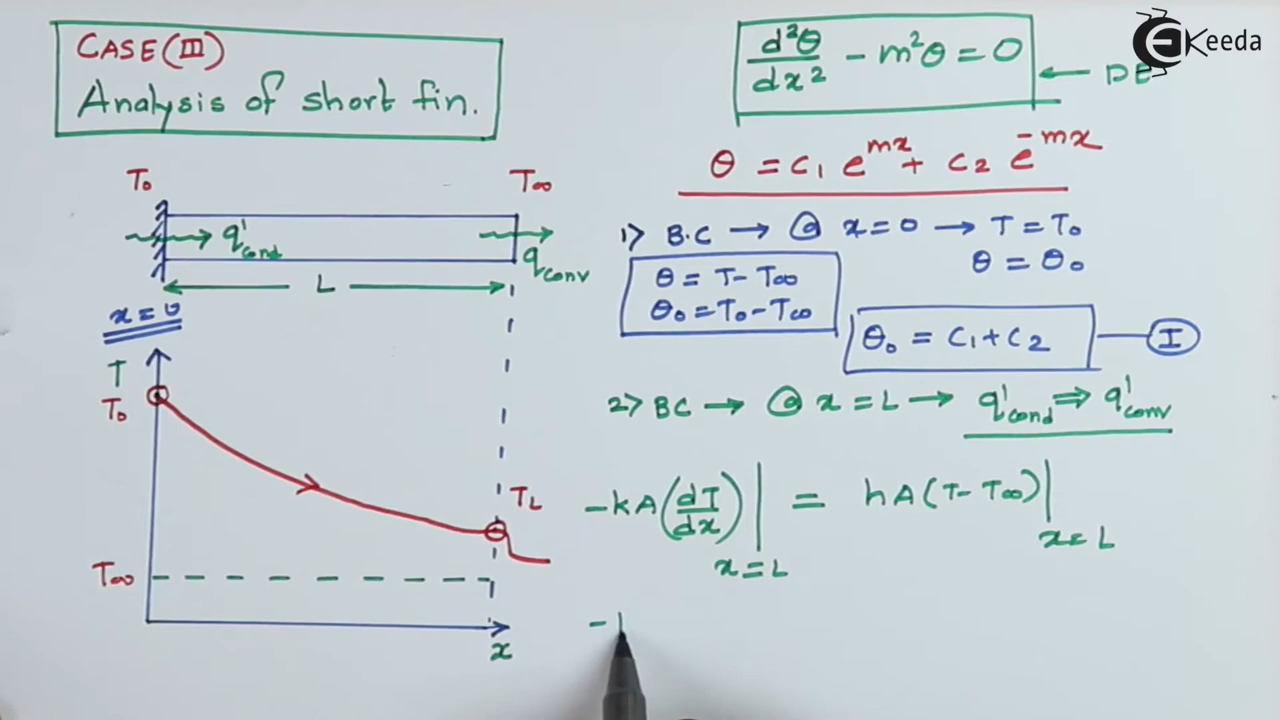 CASE(III)
Analysis of short fin.
d²θ/dx² - m²θ = 0
DE
Keeda
θ = C₁ e^mx + C₂ e^-mx
T₀
T∞
q'cond
qconv
L
x = 0
1) B.C → @ x = 0 → T = T₀
θ = θ₀
θ = T - T∞
θ₀ = T₀ - T∞
θ₀ = C₁ + C₂ — I
2) BC → @ x = L → q'cond ⇒ q'conv
-kA(dT/dx)|x=L = hA(T - T∞)|x=L
T
T₀
TL
T∞
x
-